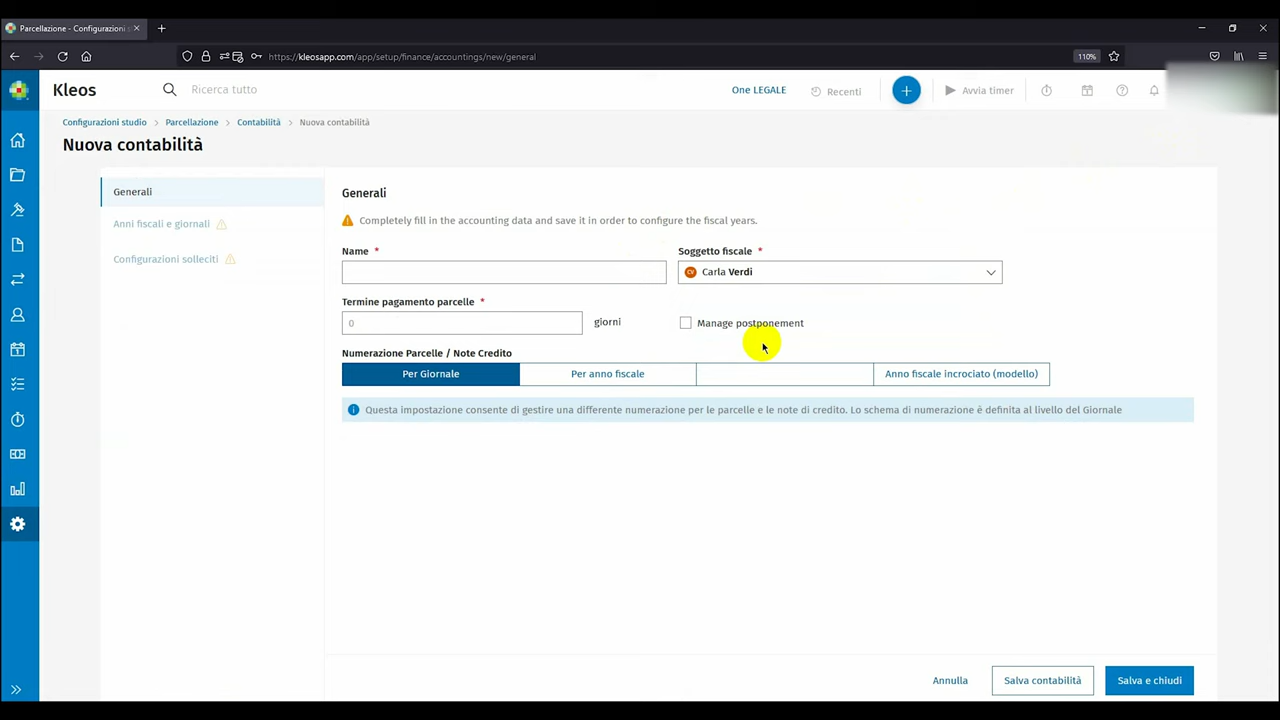 Parcellazione - Configurazioni s
https://kleosapp.com/app/setup/finance/accountings/new/general
110%
Kleos
Ricerca tutto
One LEGALE
Recenti
Avvia timer
Configurazioni studio
Parcellazione
Contabilità
Nuova contabilità
Nuova contabilità
Generali
Anni fiscali e giornali
Configurazioni solleciti
Generali
Completely fill in the accounting data and save it in order to configure the fiscal years.
Name *
Soggetto fiscale *
CV Carla Verdi
Termine pagamento parcelle *
0
giorni
Manage postponement
Numerazione Parcelle / Note Credito
Per Giornale
Per anno fiscale
Anno fiscale incrociato (modello)
Questa impostazione consente di gestire una differente numerazione per le parcelle e le note di credito. Lo schema di numerazione é definita al livello del Giornale
Annulla
Salva contabilità
Salva e chiudi